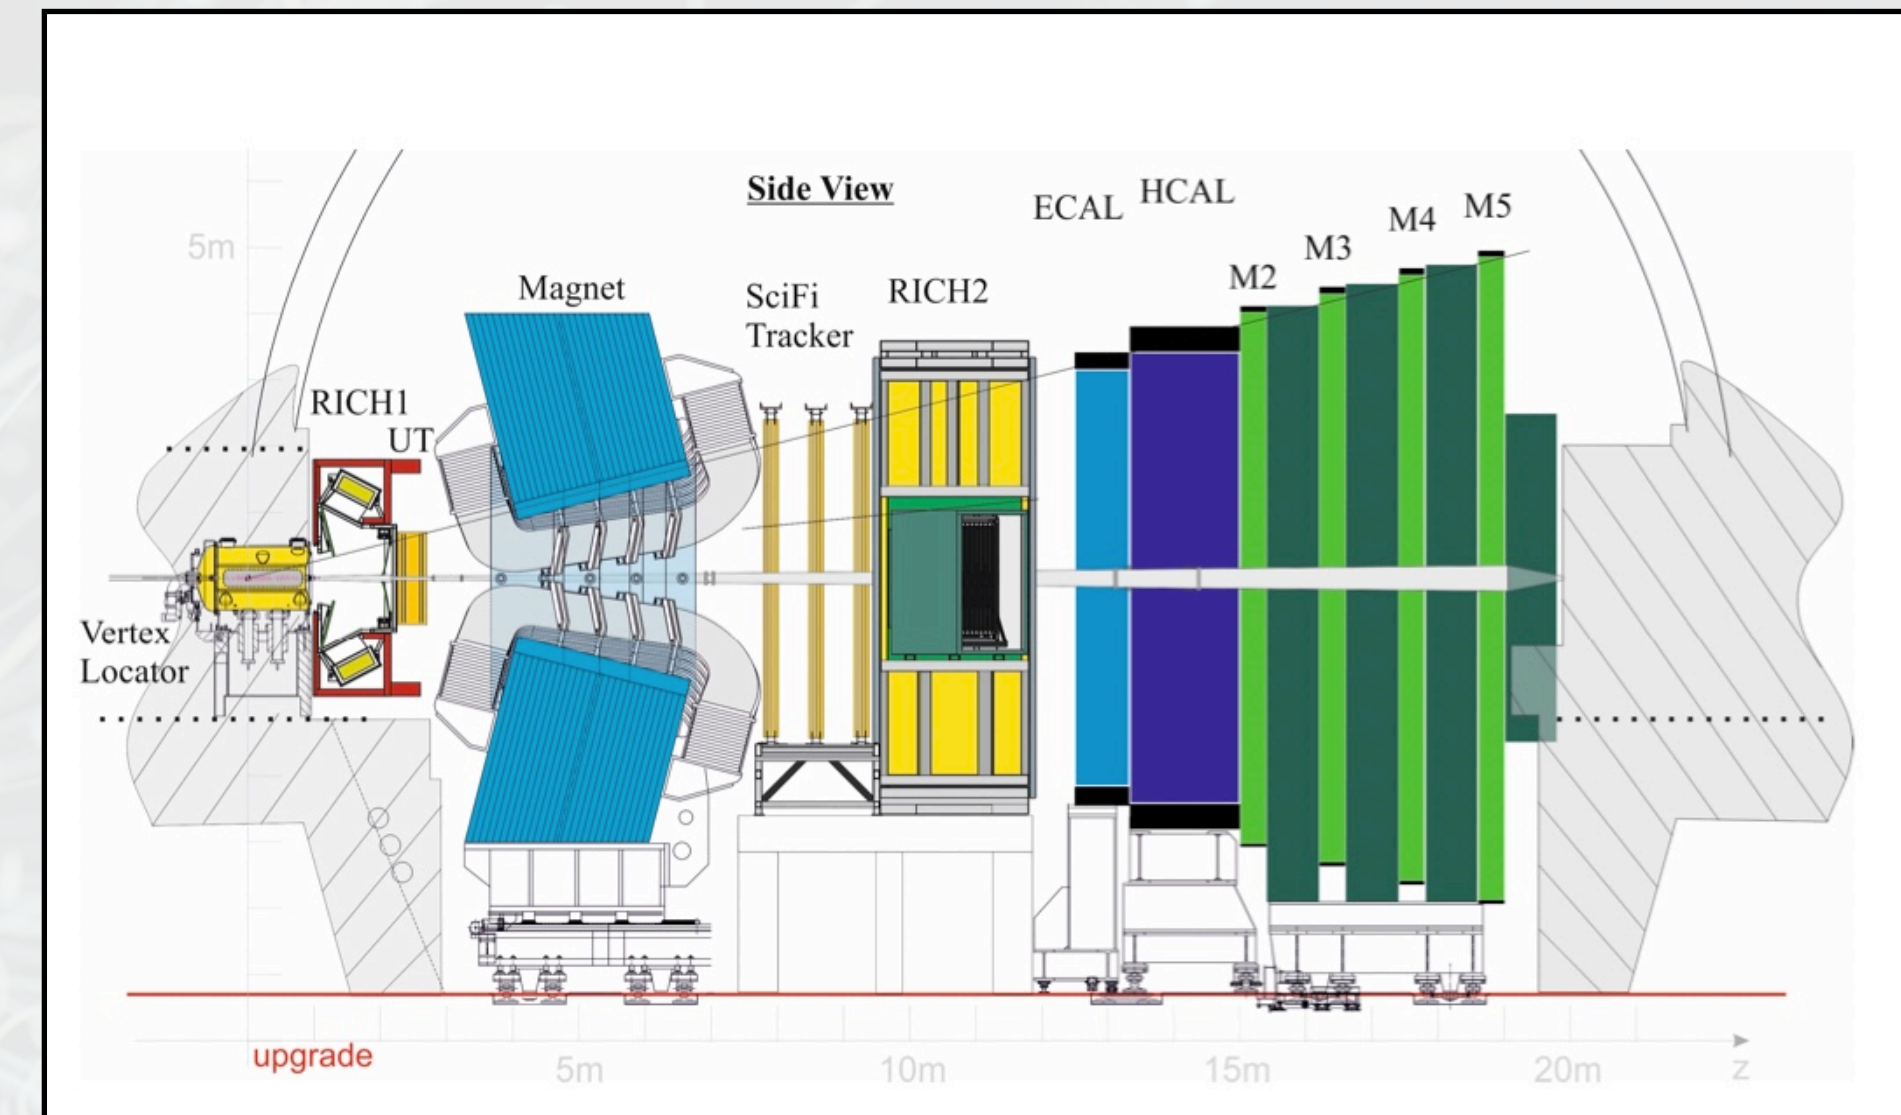 Side View
ECAL
HCAL
M4
M5
5m
M3
M2
Magnet
SciFi
Tracker
RICH2
RICH1
UT
Vertex
Locator
upgrade
5m
10m
15m
20m
z